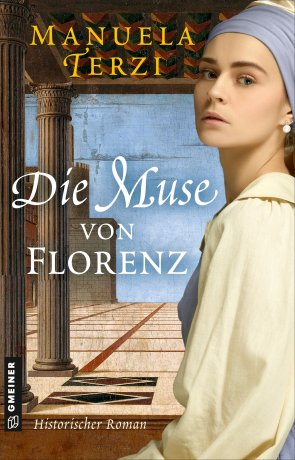 MANUELA
TERZI
Die Muse
VON
FLORENZ
Historischer Roman
GMEINER